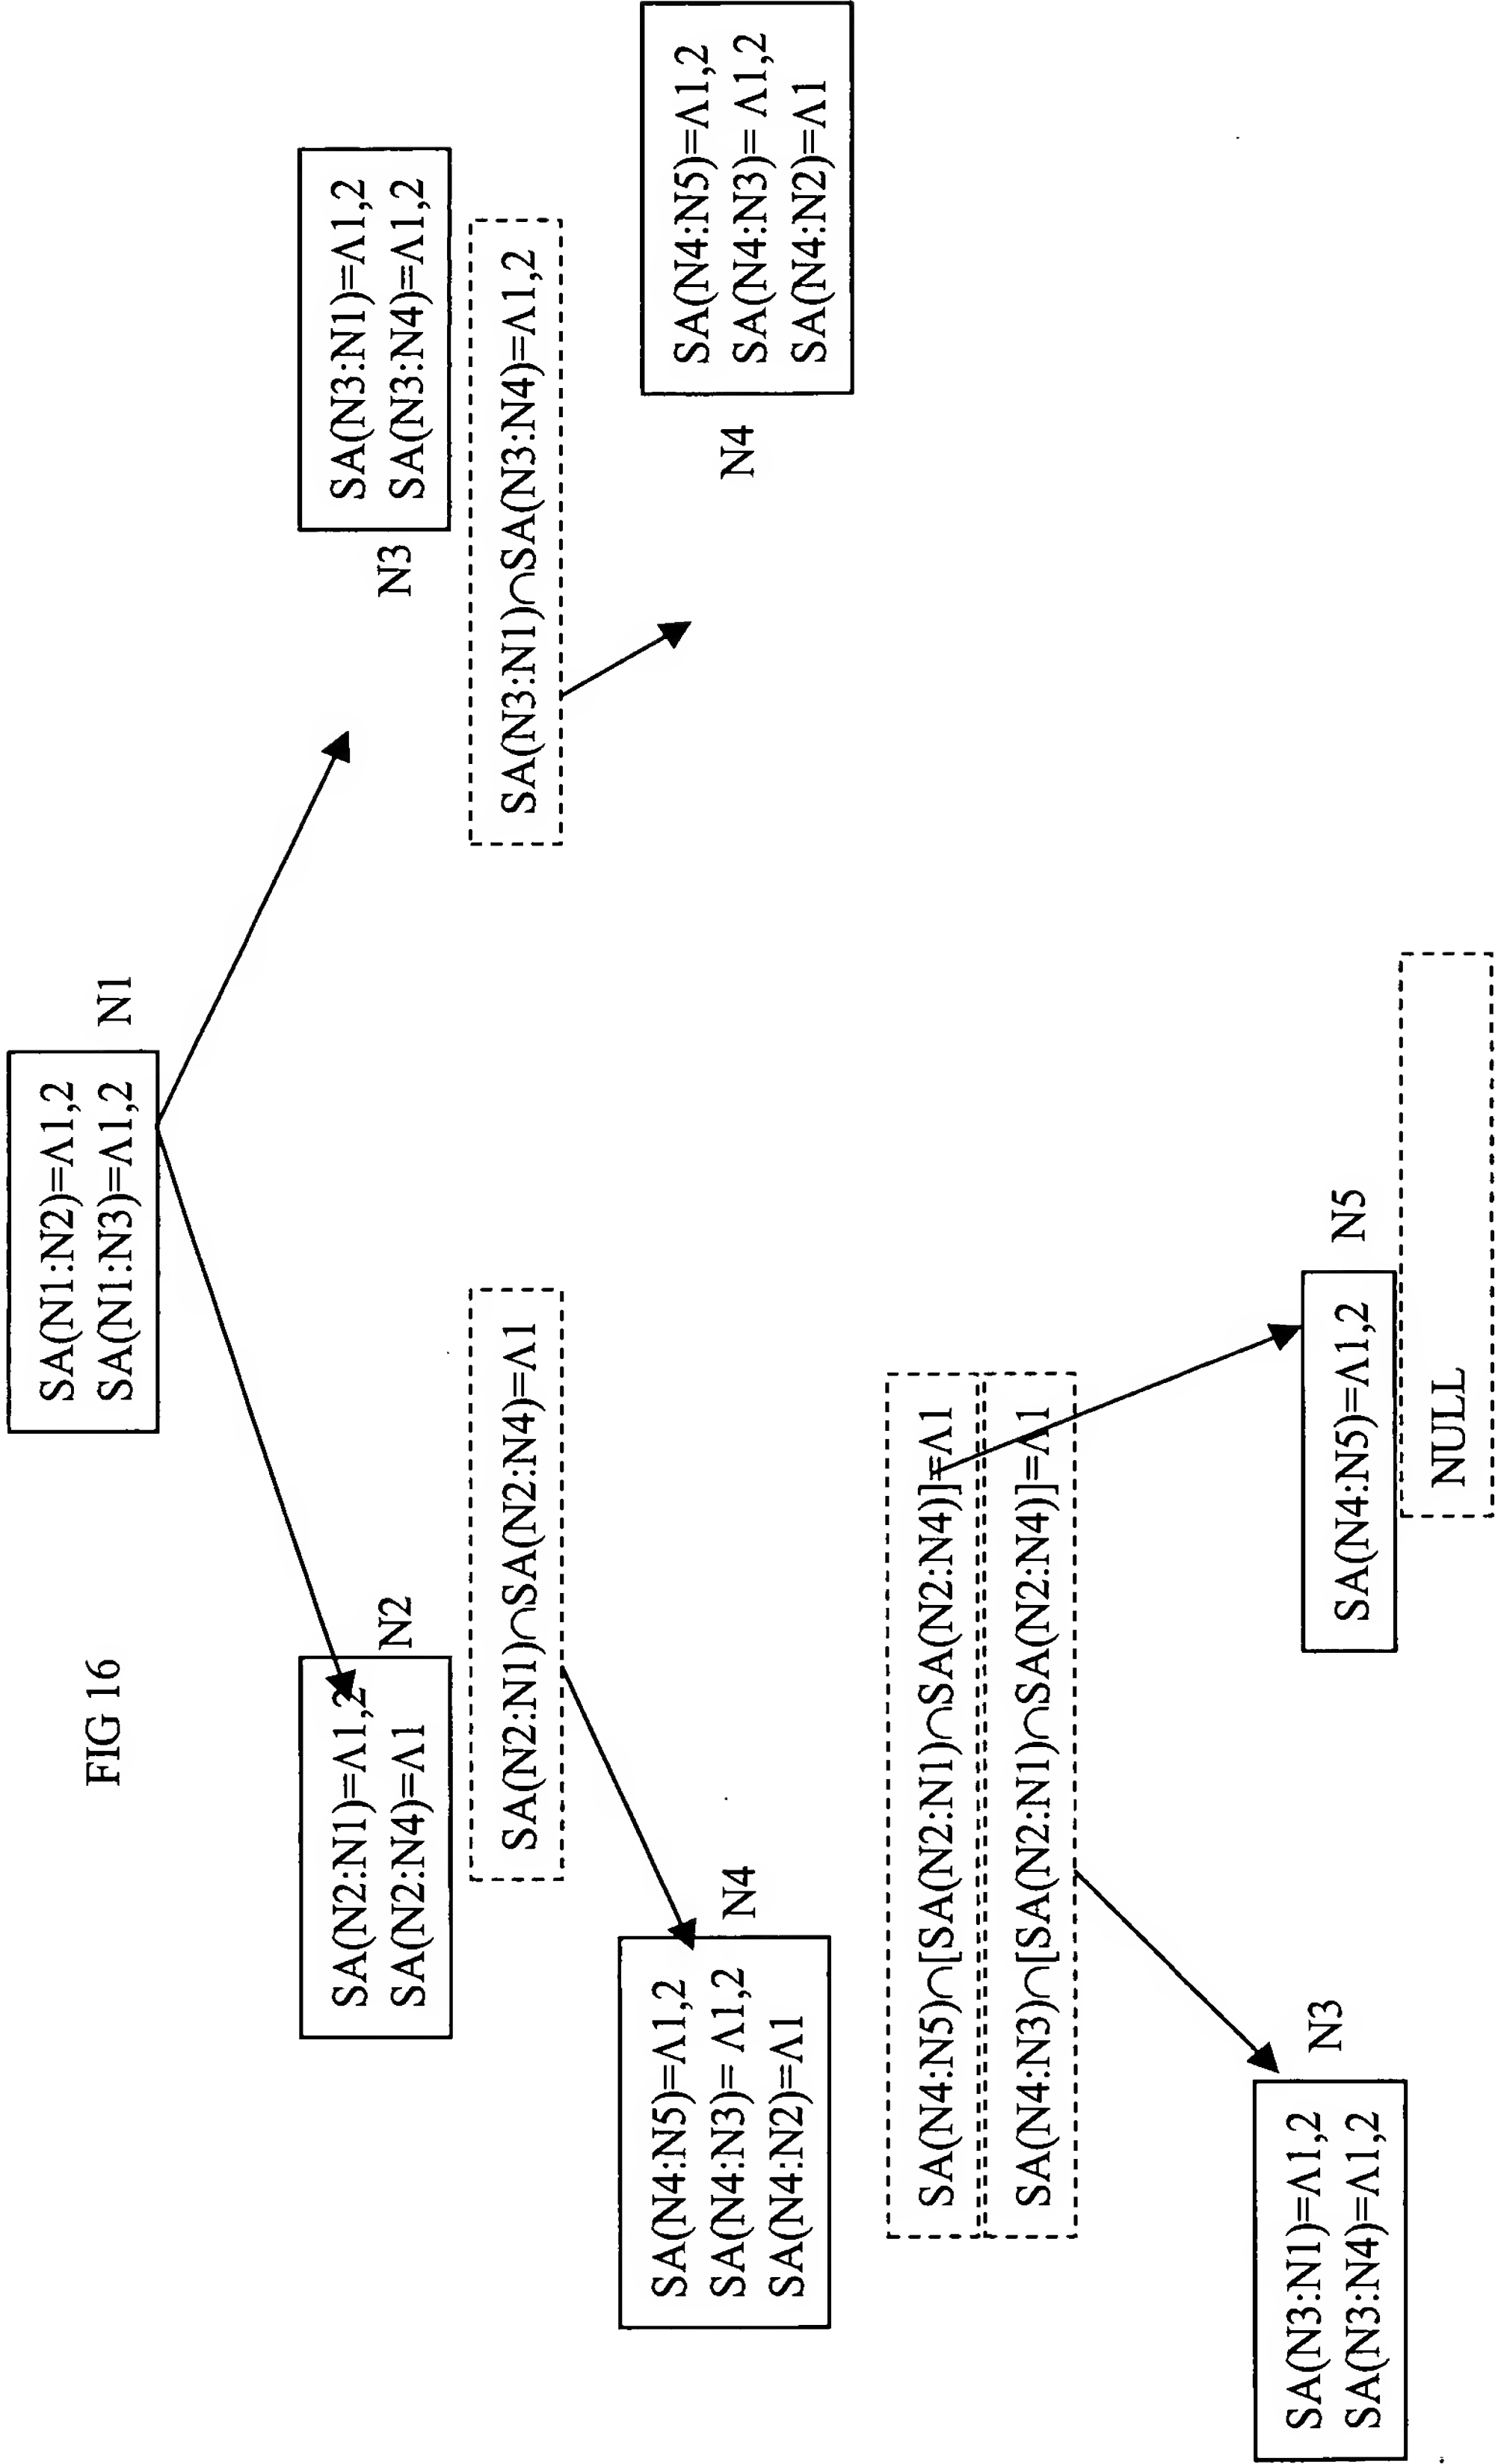 FIG 16
SA(N1:N2)=Λ1,2
SA(N1:N3)=Λ1,2
N1
SA(N2:N1)=Λ1,2
SA(N2:N4)=Λ1
N2
SA(N2:N1)∩SA(N2:N4)=Λ1
SA(N3:N1)=Λ1,2
SA(N3:N4)=Λ1,2
N3
SA(N3:N1)∩SA(N3:N4)=Λ1,2
SA(N4:N5)=Λ1,2
SA(N4:N3)= Λ1,2
SA(N4:N2)=Λ1
N4
SA(N4:N5)=Λ1,2
SA(N4:N3)= Λ1,2
SA(N4:N2)=Λ1
N4
SA(N4:N5)∩[SA(N2:N1)∩SA(N2:N4)]=Λ1
SA(N4:N3)∩[SA(N2:N1)∩SA(N2:N4)]=Λ1
SA(N3:N1)=Λ1,2
SA(N3:N4)=Λ1,2
N3
SA(N4:N5)=Λ1,2
N5
NULL